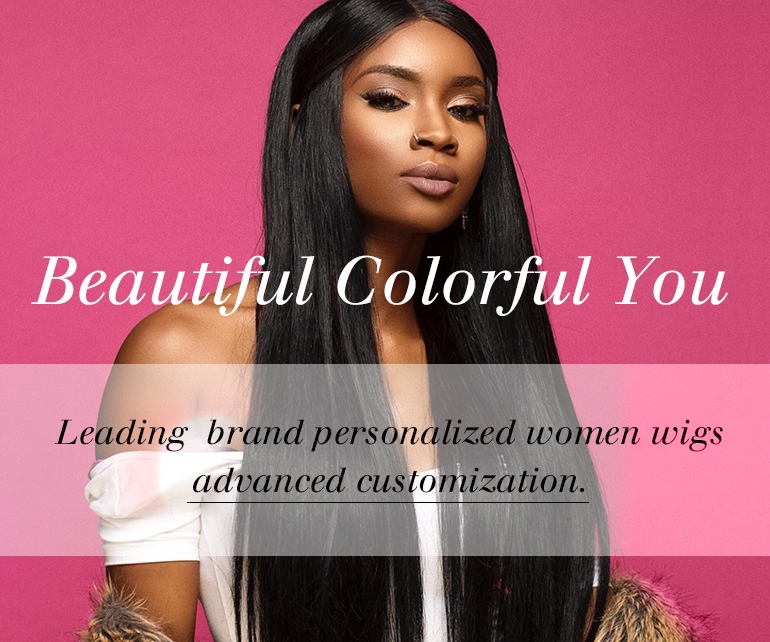 Beautiful Colorful You
Leading brand personalized women wigs
advanced customization.